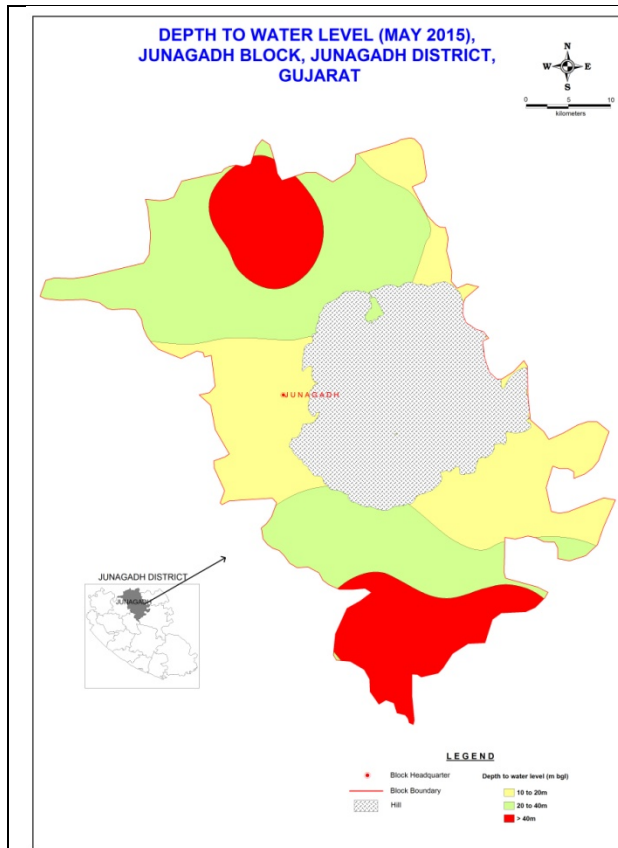 DEPTH TO WATER LEVEL (MAY 2015),
JUNAGADH BLOCK, JUNAGADH DISTRICT,
GUJARAT
N
W E
S
0 5 10
kilometers
JUNAGADH
JUNAGADH DISTRICT
JUNAGADH
LEGEND
Block Headquarter
Block Boundary
Hill
Depth to water level (m bgl)
10 to 20m
20 to 40m
> 40m